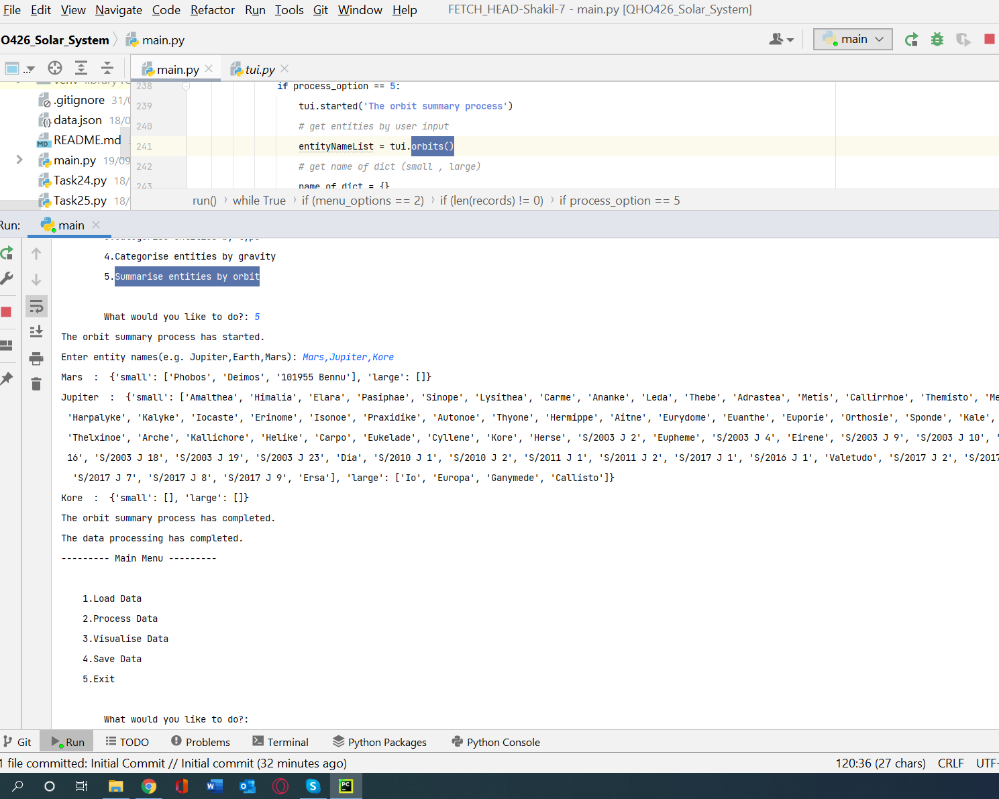 File Edit View Navigate Code Refactor Run Tools Git Window Help FETCH_HEAD-Shakil-7 - main.py [QHO426_Solar_System]
O426_Solar_System main.py main
... main.py tui.py
.gitignore 31/0
data.json 18/0
README.md
main.py 19/09
Task24.py 18/
Task25.py 18/
238 if process_option == 5:
239 tui.started('The orbit summary process')
240 # get entities by user input
241 entityNameList = tui.orbits()
242 # get name of dict (small , large)
243 name_of_dict = {}
run() › while True › if (menu_options == 2) › if (len(records) != 0) › if process_option == 5
Run: main
4.Categorise entities by gravity
5.Summarise entities by orbit
What would you like to do?: 5
The orbit summary process has started.
Enter entity names(e.g. Jupiter,Earth,Mars): Mars,Jupiter,Kore
Mars : {'small': ['Phobos', 'Deimos', '101955 Bennu'], 'large': []}
Jupiter : {'small': ['Amalthea', 'Himalia', 'Elara', 'Pasiphae', 'Sinope', 'Lysithea', 'Carme', 'Ananke', 'Leda', 'Thebe', 'Adrastea', 'Metis', 'Callirrhoe', 'Themisto', 'Me
'Harpalyke', 'Kalyke', 'Iocaste', 'Erinome', 'Isonoe', 'Praxidike', 'Autonoe', 'Thyone', 'Hermippe', 'Aitne', 'Eurydome', 'Euanthe', 'Euporie', 'Orthosie', 'Sponde', 'Kale',
'Thelxinoe', 'Arche', 'Kallichore', 'Helike', 'Carpo', 'Eukelade', 'Cyllene', 'Kore', 'Herse', 'S/2003 J 2', 'Eupheme', 'S/2003 J 4', 'Eirene', 'S/2003 J 9', 'S/2003 J 10', '
16', 'S/2003 J 18', 'S/2003 J 19', 'S/2003 J 23', 'Dia', 'S/2010 J 1', 'S/2010 J 2', 'S/2011 J 1', 'S/2011 J 2', 'S/2017 J 1', 'S/2016 J 1', 'Valetudo', 'S/2017 J 2', 'S/2017
'S/2017 J 7', 'S/2017 J 8', 'S/2017 J 9', 'Ersa'], 'large': ['Io', 'Europa', 'Ganymede', 'Callisto']}
Kore : {'small': [], 'large': []}
The orbit summary process has completed.
The data processing has completed.
--------- Main Menu ---------
1.Load Data
2.Process Data
3.Visualise Data
4.Save Data
5.Exit
What would you like to do?:
Git Run TODO Problems Terminal Python Packages Python Console
1 file committed: Initial Commit // Initial commit (32 minutes ago) 120:36 (27 chars) CRLF UTF-